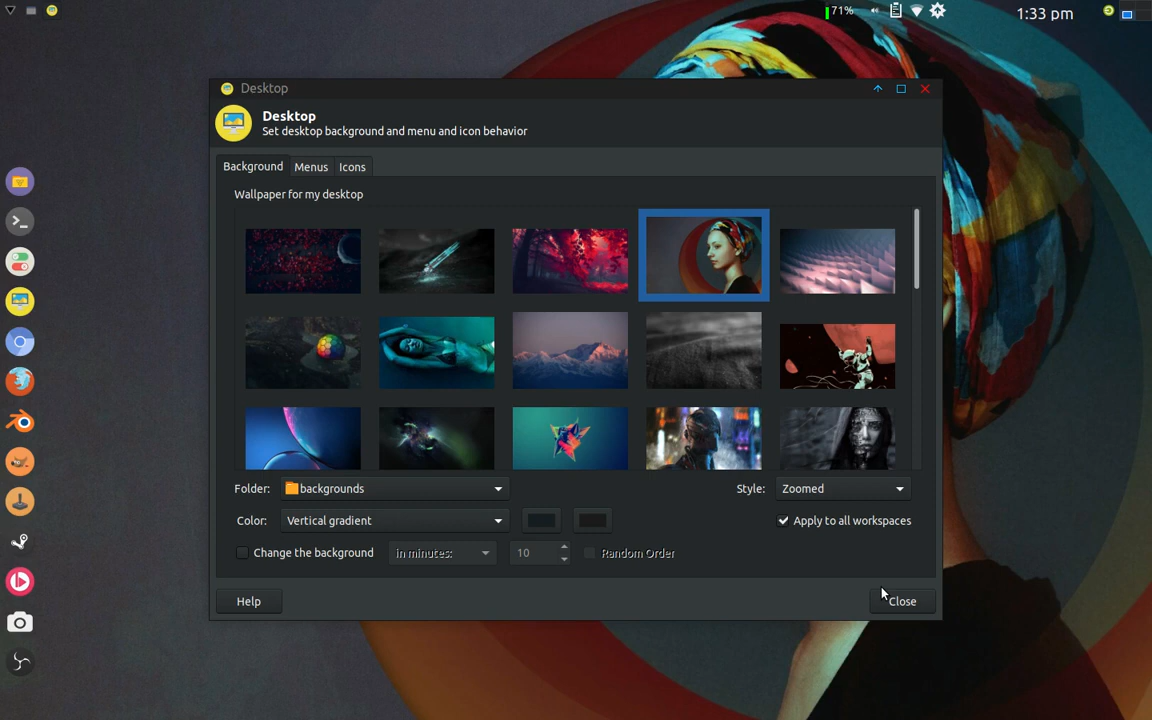 71%
1:33 pm
Desktop
Desktop
Set desktop background and menu and icon behavior
Background Menus Icons
Wallpaper for my desktop
Folder: backgrounds Style: Zoomed
Color: Vertical gradient Apply to all workspaces
Change the background in minutes: 10 Random Order
Help Close